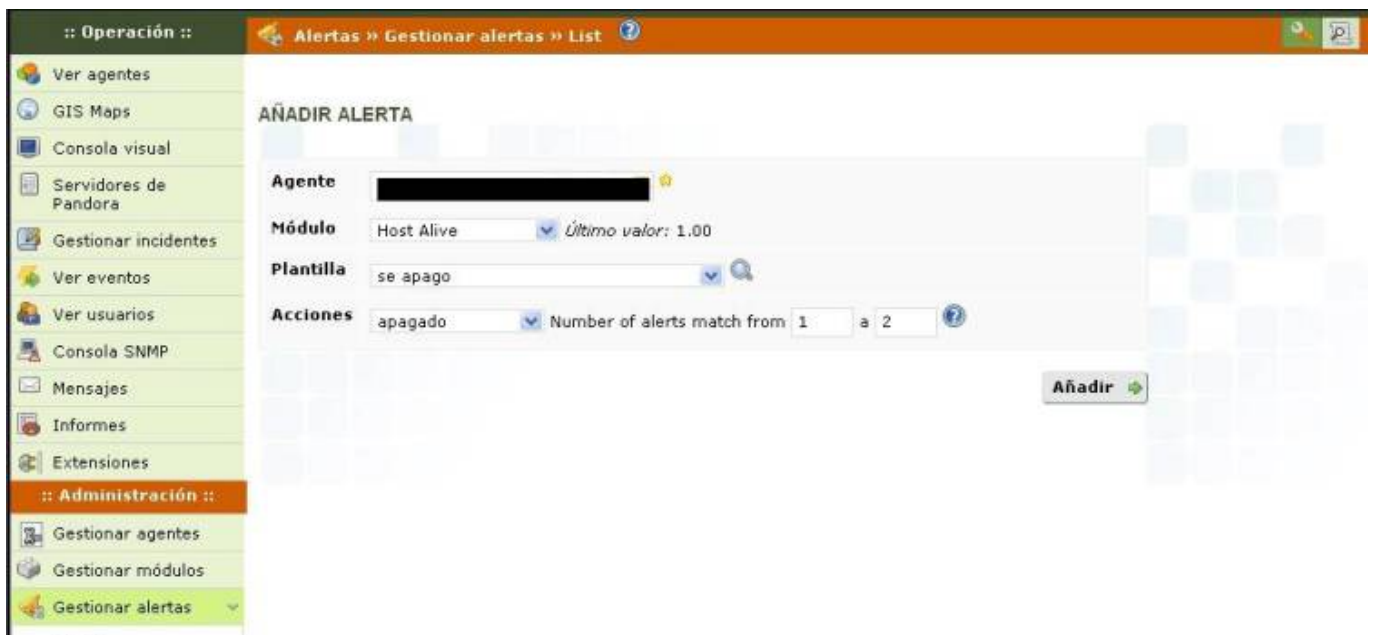 :: Operación ::
Alertas » Gestionar alertas » List
Ver agentes
GIS Maps
Consola visual
Servidores de
Pandora
Gestionar incidentes
Ver eventos
Ver usuarios
Consola SNMP
Mensajes
Informes
Extensiones
:: Administración ::
Gestionar agentes
Gestionar módulos
Gestionar alertas
AÑADIR ALERTA
Agente
Módulo Host Alive Último valor: 1.00
Plantilla se apago
Acciones apagado Number of alerts match from 1 a 2
Añadir